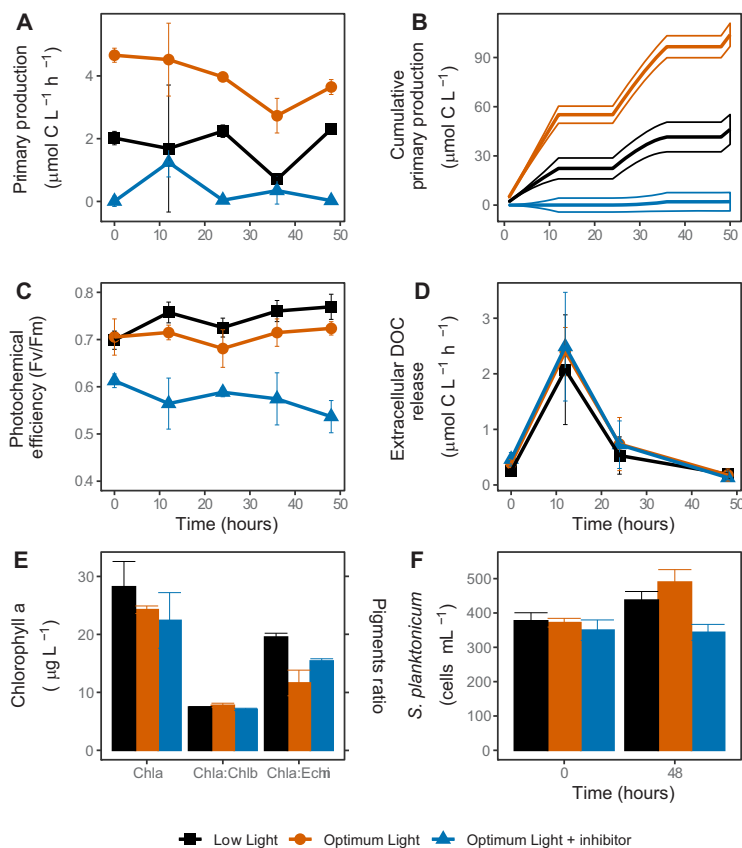 A
Primary production
(μmol C L⁻¹ h⁻¹)
4
2
0
0 10 20 30 40 50
B
Cumulative
primary production
(μmol C L⁻¹)
90
60
30
0
0 10 20 30 40 50
C
Photochemical
efficiency (Fv/Fm)
0.8
0.7
0.6
0.5
0.4
0 10 20 30 40 50
Time (hours)
D
Extracellular DOC
release
(μmol C L⁻¹ h⁻¹)
3
2
1
0
0 10 20 30 40 50
Time (hours)
E
Chlorophyll a
( μg L⁻¹)
30
20
10
0
Chla Chla:Chlb Chla:Echni
Pigments ratio
F
S. planktonicum
(cells mL⁻¹)
500
400
300
200
100
0
0 48
Time (hours)
Low Light Optimum Light Optimum Light + inhibitor